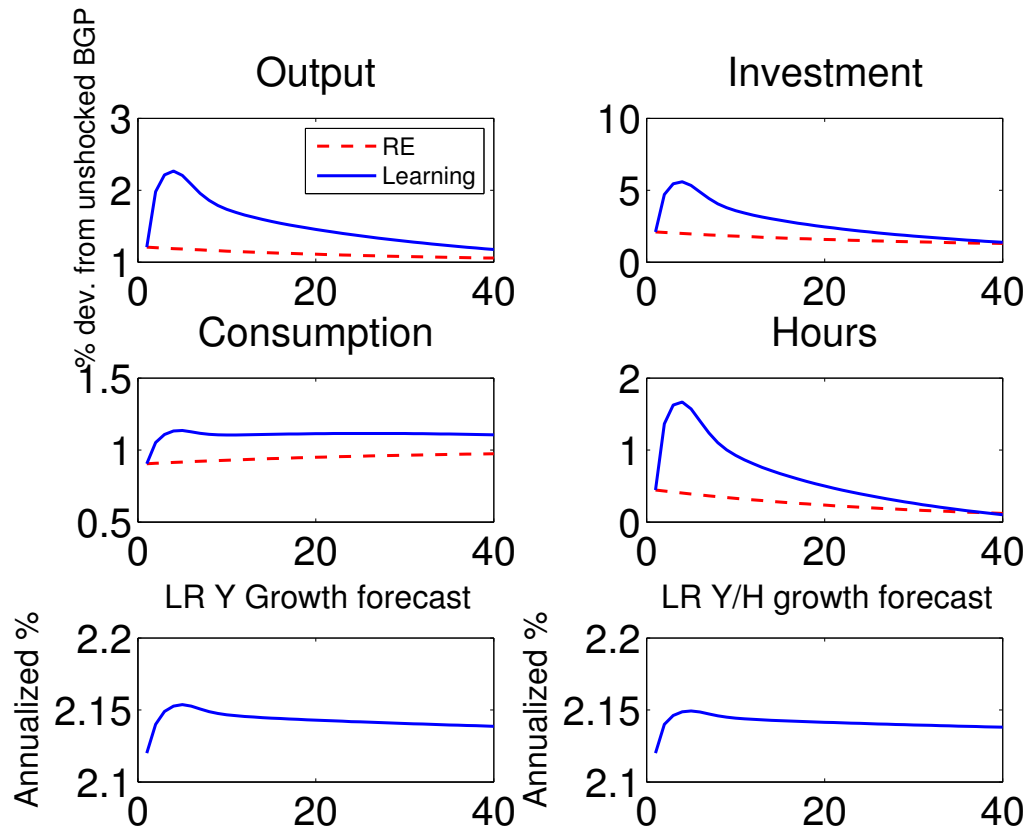 Output
% dev. from unshocked BGP
3
2
1
0 20 40
RE
Learning
Investment
10
5
0
0 20 40
Consumption
1.5
1
0.5
0 20 40
Hours
2
1
0
0 20 40
LR Y Growth forecast
Annualized %
2.2
2.15
2.1
0 20 40
LR Y/H growth forecast
Annualized %
2.2
2.15
2.1
0 20 40